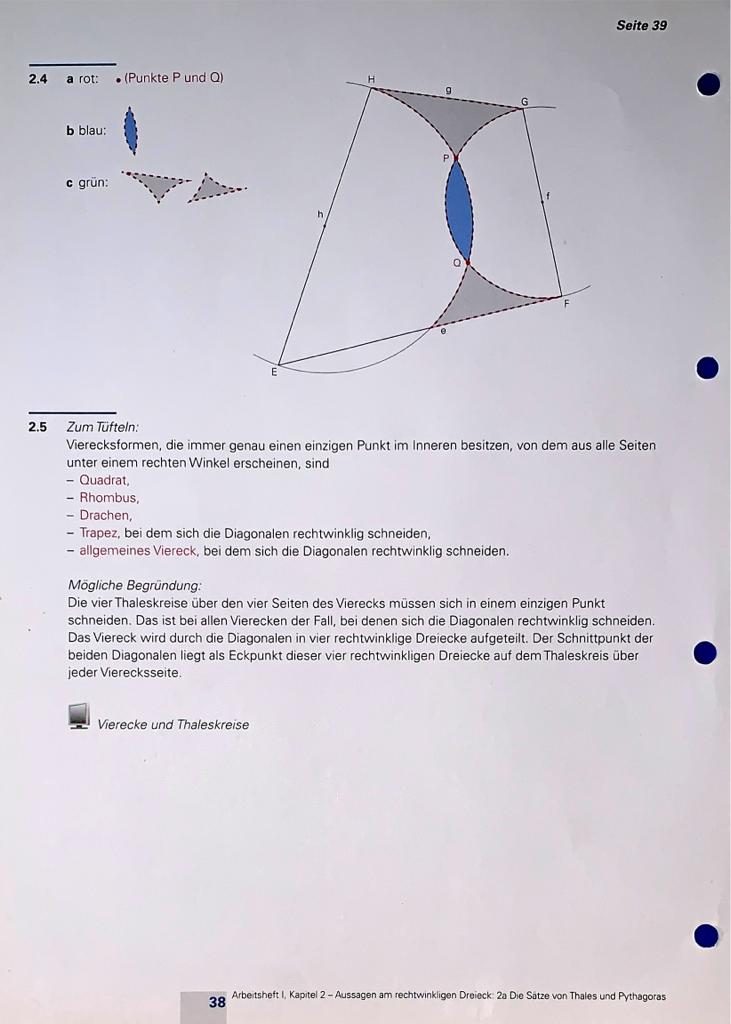 Seite 39
2.4 a rot: • (Punkte P und Q)
b blau:
c grün:
H
g
G
P
h
f
Q
F
e
E
2.5 Zum Tüfteln:
Vierecksformen, die immer genau einen einzigen Punkt im Inneren besitzen, von dem aus alle Seiten
unter einem rechten Winkel erscheinen, sind
– Quadrat,
– Rhombus,
– Drachen,
– Trapez, bei dem sich die Diagonalen rechtwinklig schneiden,
– allgemeines Viereck, bei dem sich die Diagonalen rechtwinklig schneiden.
Mögliche Begründung:
Die vier Thaleskreise über den vier Seiten des Vierecks müssen sich in einem einzigen Punkt
schneiden. Das ist bei allen Vierecken der Fall, bei denen sich die Diagonalen rechtwinklig schneiden.
Das Viereck wird durch die Diagonalen in vier rechtwinklige Dreiecke aufgeteilt. Der Schnittpunkt der
beiden Diagonalen liegt als Eckpunkt dieser vier rechtwinkligen Dreiecke auf dem Thaleskreis über
jeder Vierecksseite.
Vierecke und Thaleskreise
38 Arbeitsheft I, Kapitel 2 – Aussagen am rechtwinkligen Dreieck: 2a Die Sätze von Thales und Pythagoras